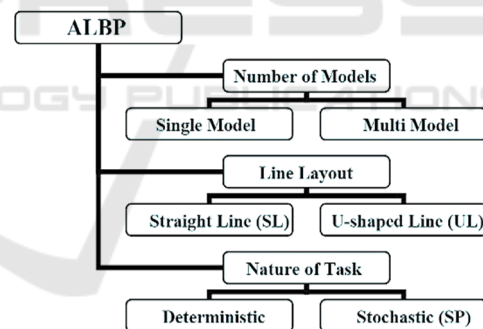 ALBP
Number of Models
Single Model
Multi Model
Line Layout
Straight Line (SL)
U-shaped Line (UL)
Nature of Task
Deterministic
Stochastic (SP)